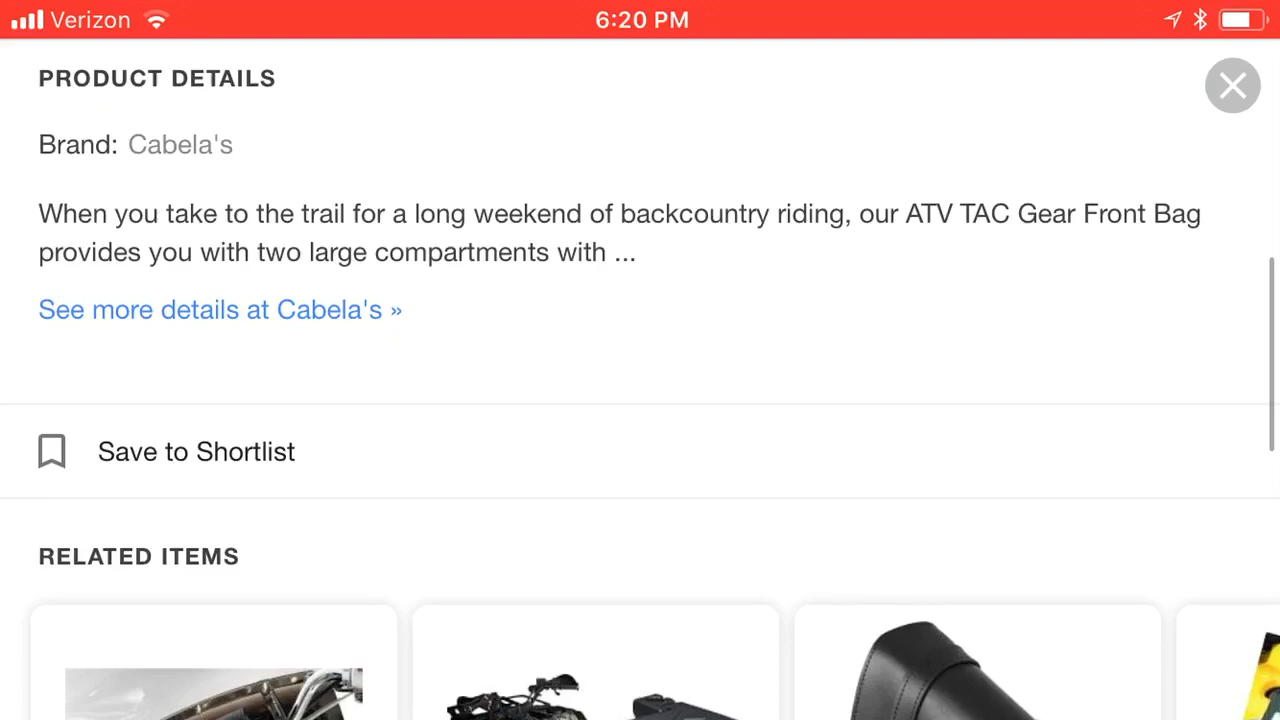 Verizon 6:20 PM
PRODUCT DETAILS
Brand: Cabela's
When you take to the trail for a long weekend of backcountry riding, our ATV TAC Gear Front Bag
provides you with two large compartments with ...
See more details at Cabela's »
Save to Shortlist
RELATED ITEMS